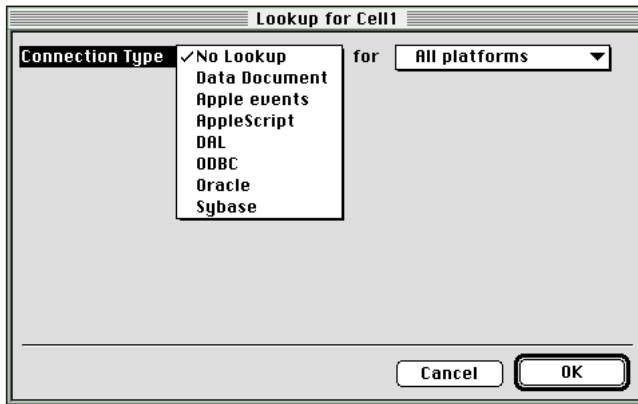 Lookup for Cell1
Connection Type ✓No Lookup for All platforms
Data Document
Apple events
AppleScript
DAL
ODBC
Oracle
Sybase
Cancel OK